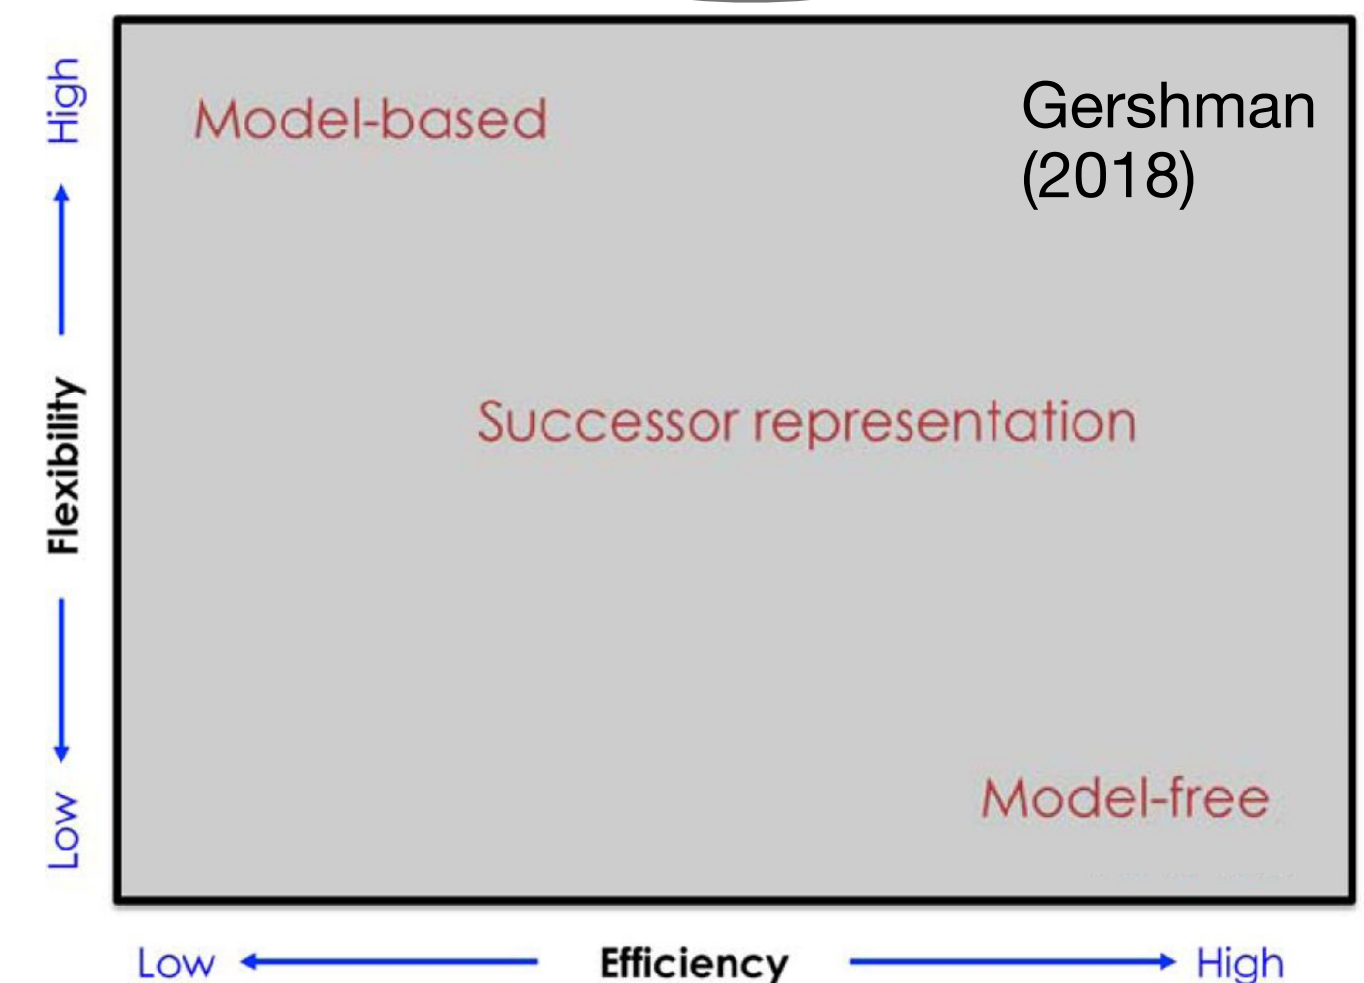 High
Model-based
Gershman
(2018)
Flexibility
Successor representation
Low
Model-free
Low
Efficiency
High